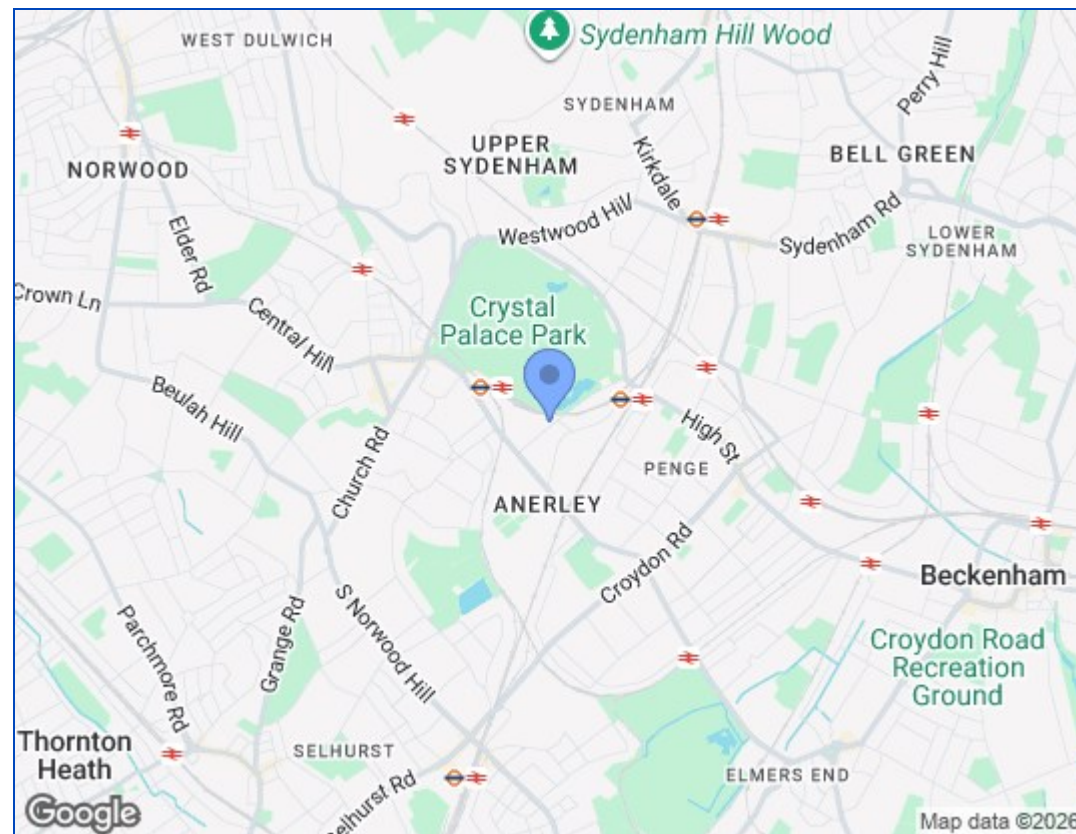 WEST DULWICH
Sydenham Hill Wood
Perry Hill
SYDENHAM
UPPER
SYDENHAM
Kirkdale
BELL GREEN
NORWOOD
Elder Rd
Westwood Hill
Sydenham Rd
LOWER
SYDENHAM
Crown Ln
Central Hill
Crystal
Palace Park
Beulah Hill
Church Rd
High St
PENGE
ANERLEY
Croydon Rd
Beckenham
S Norwood Hill
Grange Rd
Parchmore Rd
Croydon Road
Recreation
Ground
Thornton
Heath
SELHURST
Selhurst Rd
ELMERS END
Google
Map data ©2026